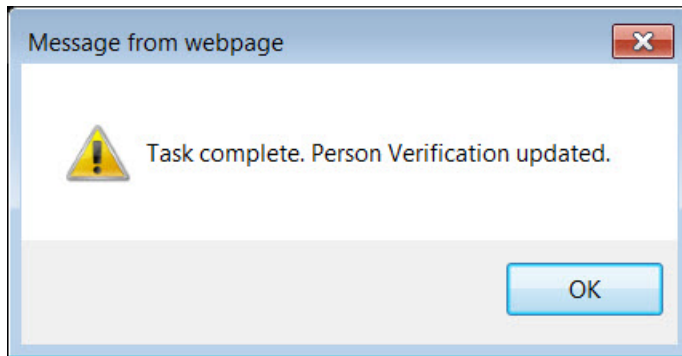 Message from webpage
Task complete. Person Verification updated.
OK